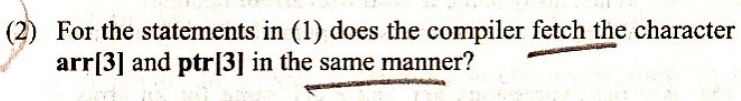 (2) For the statements in (1) does the compiler fetch the character
arr[3] and ptr[3] in the same manner?